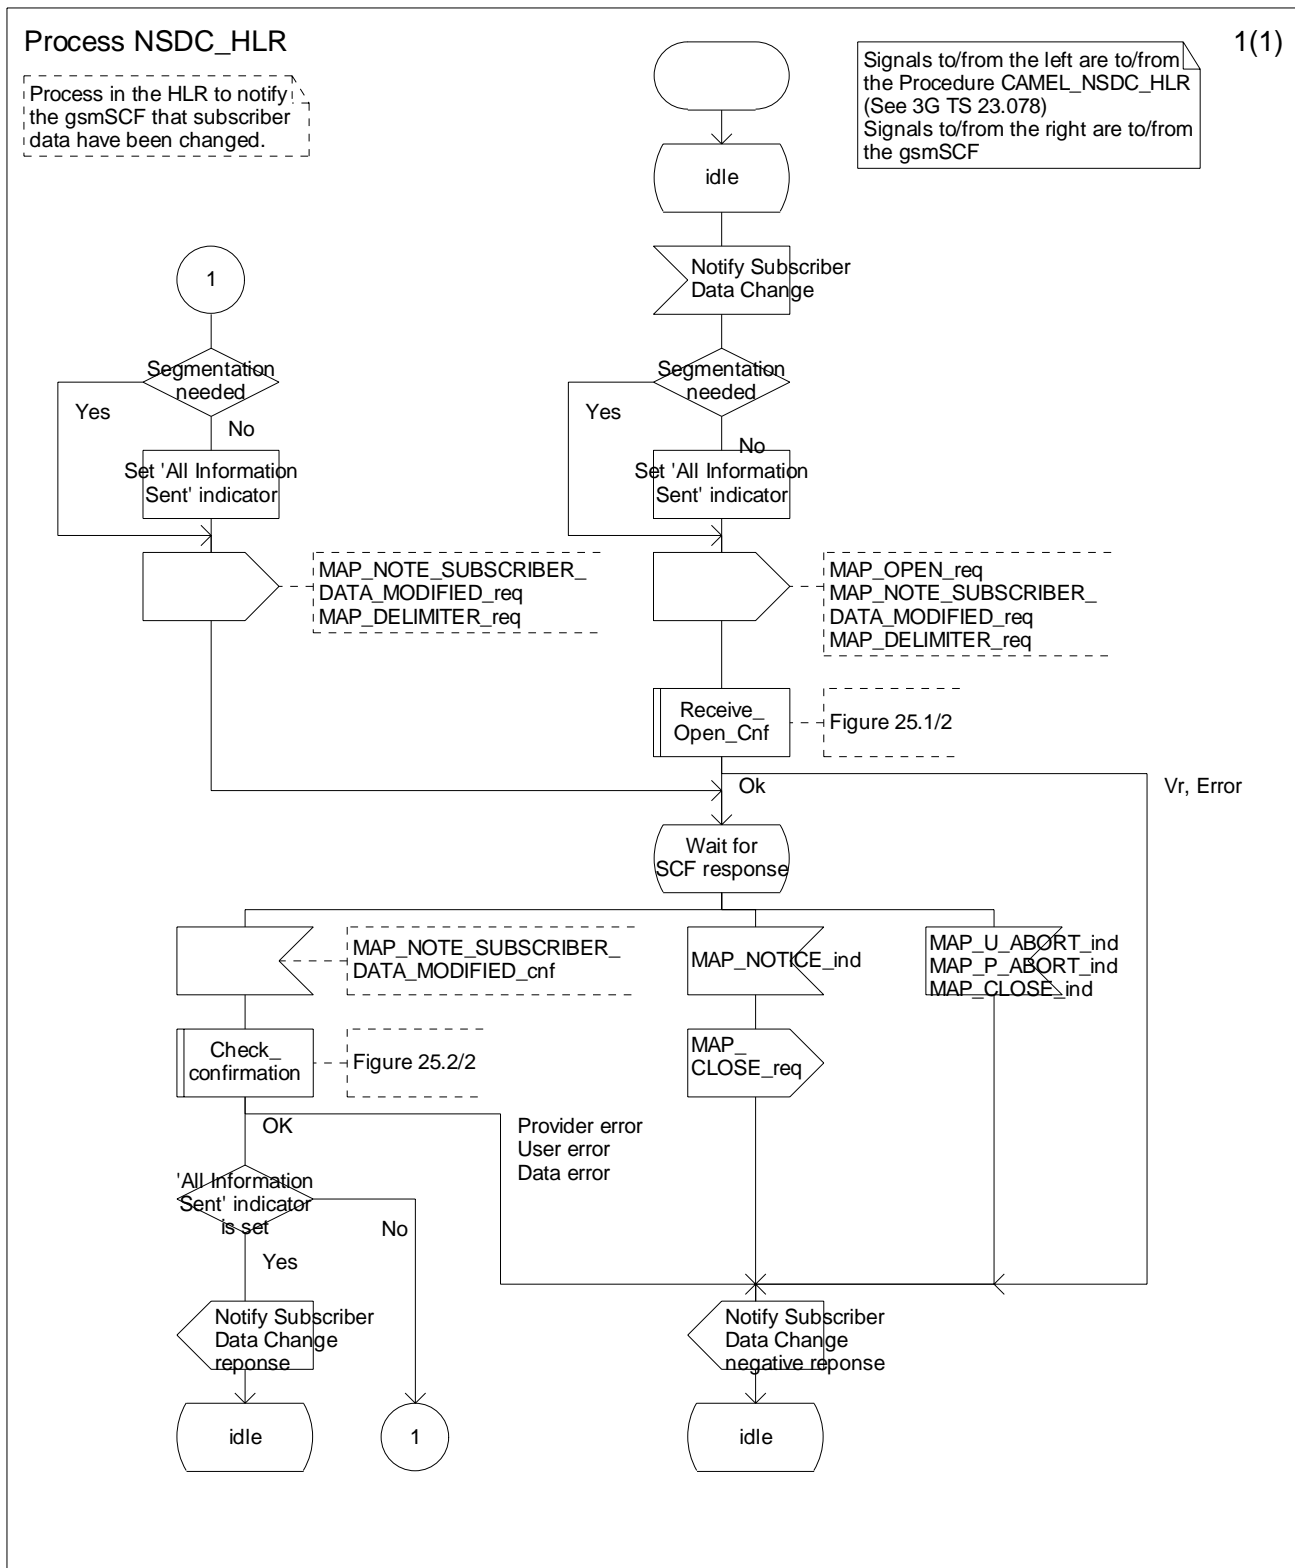 Process NSDC_HLR
1(1)
Process in the HLR to notify
the gsmSCF that subscriber
data have been changed.
Signals to/from the left are to/from
the Procedure CAMEL_NSDC_HLR
(See 3G TS 23.078)
Signals to/from the right are to/from
the gsmSCF
idle
Notify Subscriber
Data Change
1
Segmentation
needed
Yes
No
Set 'All Information
Sent' indicator
MAP_NOTE_SUBSCRIBER_
DATA_MODIFIED_req
MAP_DELIMITER_req
Segmentation
needed
Yes
No
Set 'All Information
Sent' indicator
MAP_OPEN_req
MAP_NOTE_SUBSCRIBER_
DATA_MODIFIED_req
MAP_DELIMITER_req
Receive_
Open_Cnf
Figure 25.1/2
Ok
Vr, Error
Wait for
SCF response
MAP_NOTE_SUBSCRIBER_
DATA_MODIFIED_cnf
MAP_NOTICE_ind
MAP_U_ABORT_ind
MAP_P_ABORT_ind
MAP_CLOSE_ind
Check_
confirmation
Figure 25.2/2
MAP_
CLOSE_req
OK
Provider error
User error
Data error
'All Information
Sent' indicator
is set
No
Yes
Notify Subscriber
Data Change
reponse
Notify Subscriber
Data Change
negative reponse
idle
1
idle